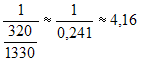 1/(320/1330) ≈ 1/0,241 ≈ 4,16